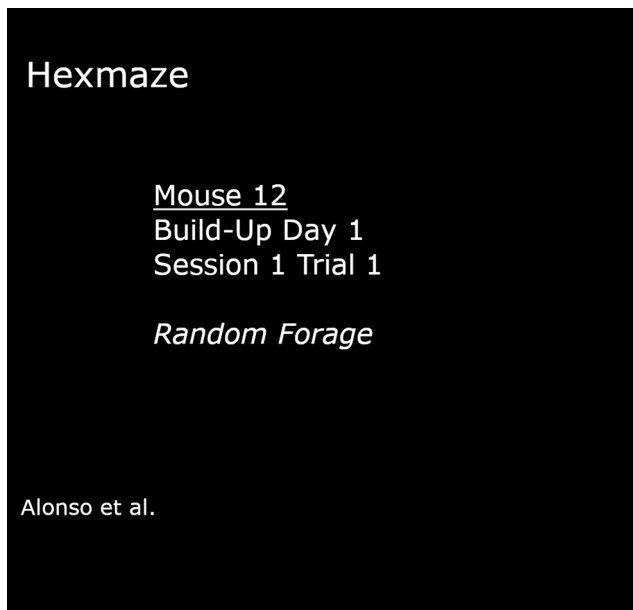 Hexmaze
Mouse 12
Build-Up Day 1
Session 1 Trial 1
Random Forage
Alonso et al.